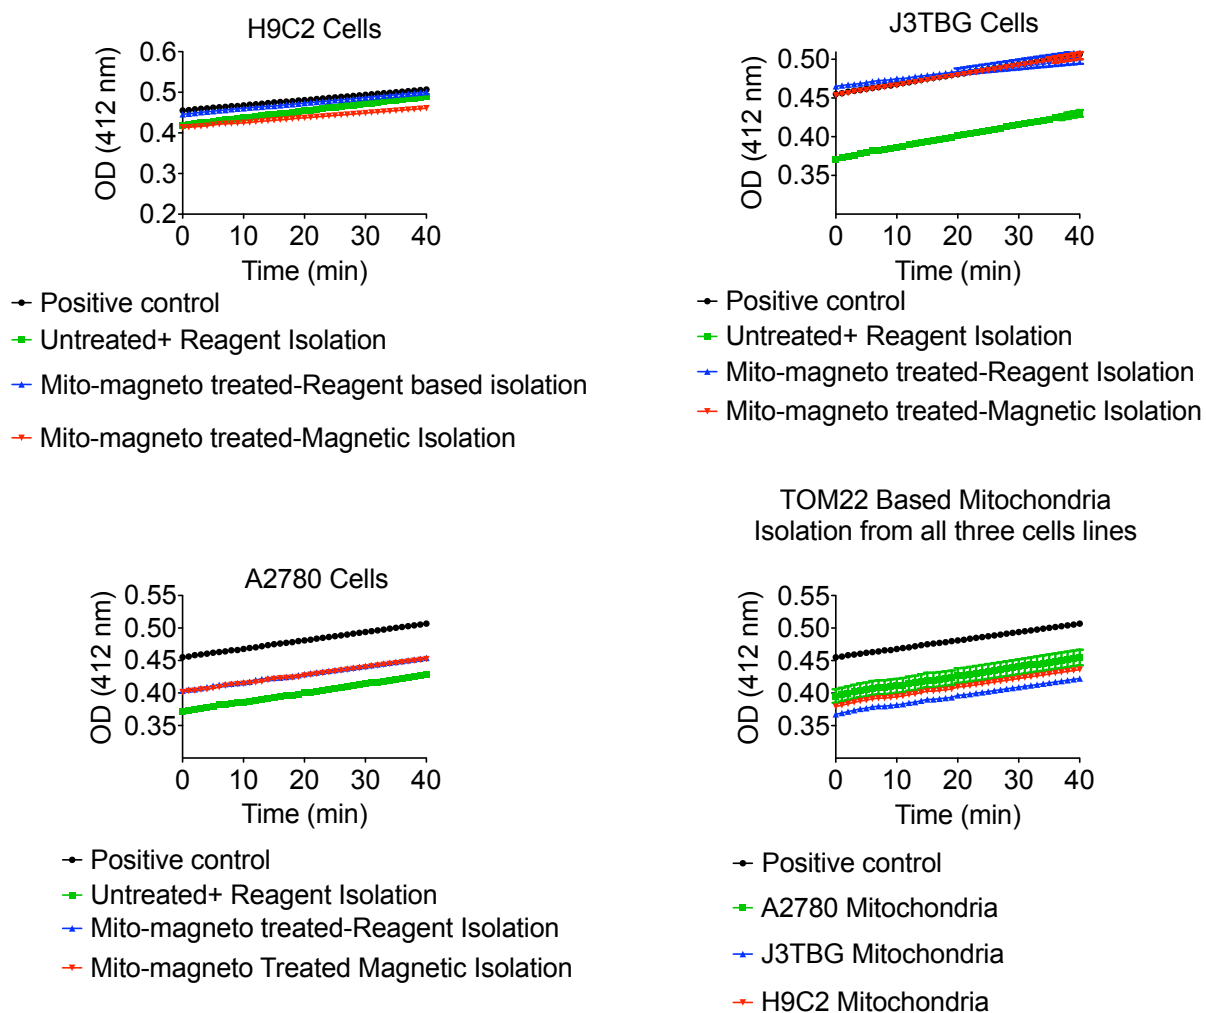 H9C2 Cells
OD (412 nm)
0.6
0.5
0.4
0.3
0.2
0 10 20 30 40
Time (min)
Positive control
Untreated+ Reagent Isolation
Mito-magneto treated-Reagent based isolation
Mito-magneto treated-Magnetic Isolation
J3TBG Cells
OD (412 nm)
0.50
0.45
0.40
0.35
0 10 20 30 40
Time (min)
Positive control
Untreated+ Reagent Isolation
Mito-magneto treated-Reagent Isolation
Mito-magneto treated-Magnetic Isolation
A2780 Cells
OD (412 nm)
0.55
0.50
0.45
0.40
0.35
0 10 20 30 40
Time (min)
Positive control
Untreated+ Reagent Isolation
Mito-magneto treated-Reagent Isolation
Mito-magneto Treated Magnetic Isolation
TOM22 Based Mitochondria
Isolation from all three cells lines
OD (412 nm)
0.55
0.50
0.45
0.40
0.35
0 10 20 30 40
Time (min)
Positive control
A2780 Mitochondria
J3TBG Mitochondria
H9C2 Mitochondria